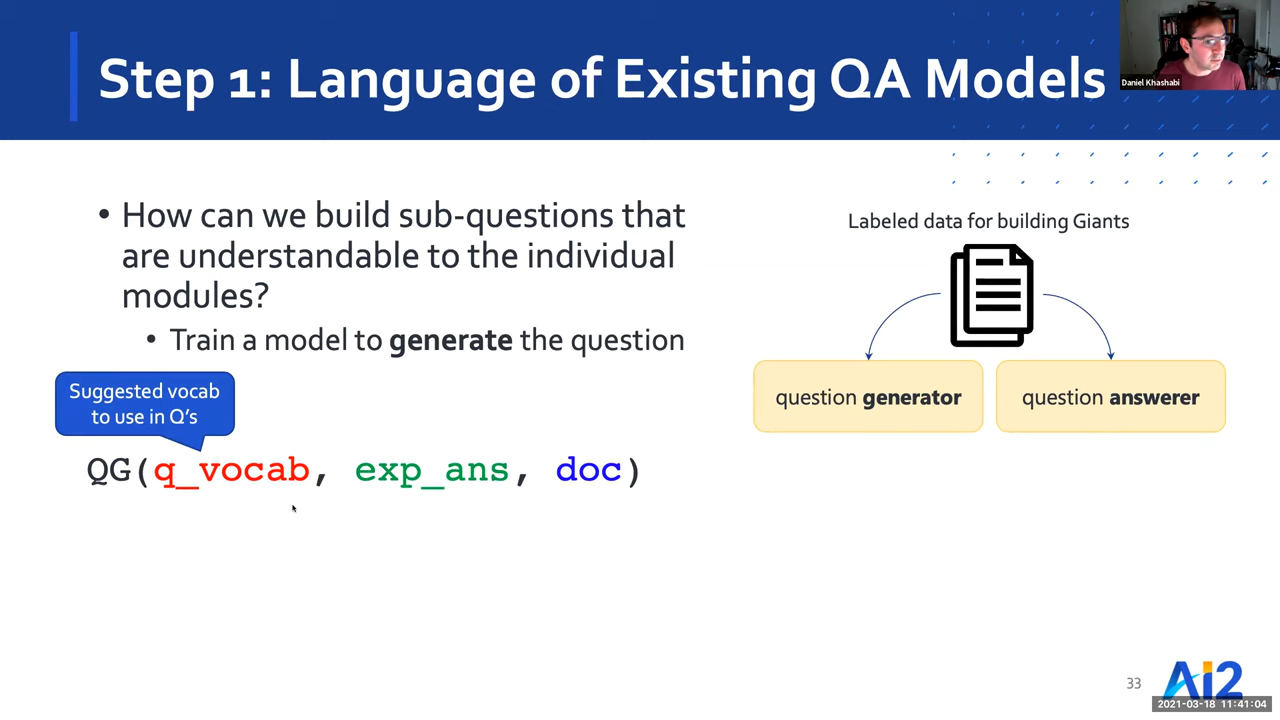 Step 1: Language of Existing QA Models
Daniel Khashabi
• How can we build sub-questions that
are understandable to the individual
modules?
• Train a model to generate the question
Suggested vocab
to use in Q's
QG(q_vocab, exp_ans, doc)
Labeled data for building Giants
question generator
question answerer
33
AI2
2021-03-18 11:41:04